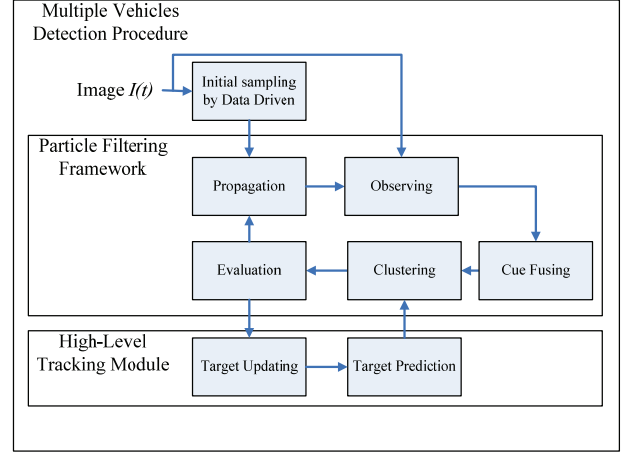 Multiple Vehicles
Detection Procedure
Image I(t)
Initial sampling
by Data Driven
Particle Filtering
Framework
Propagation
Observing
Evaluation
Clustering
Cue Fusing
High-Level
Tracking Module
Target Updating
Target Prediction